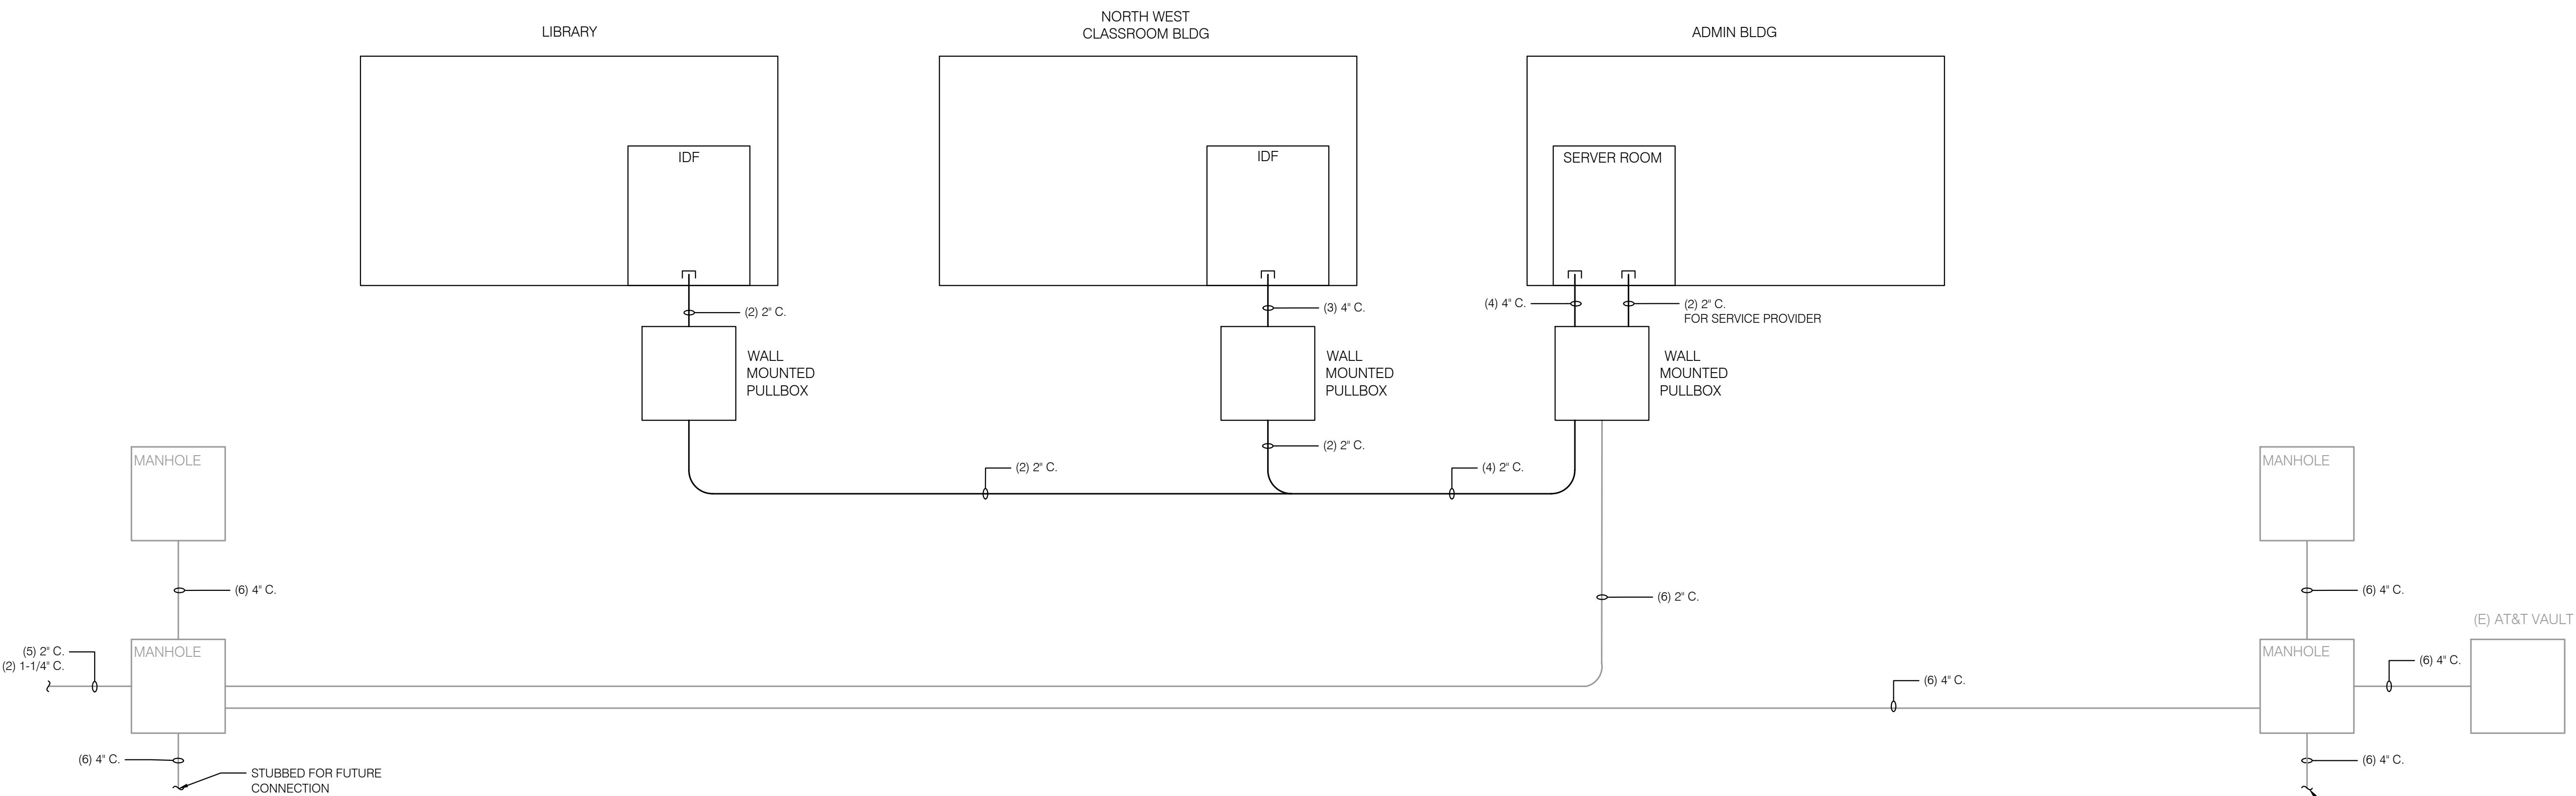 LIBRARY
NORTH WEST
CLASSROOM BLDG
ADMIN BLDG
IDF
IDF
SERVER ROOM
(2) 2" C.
(3) 4" C.
(4) 4" C.
(2) 2" C.
FOR SERVICE PROVIDER
WALL
MOUNTED
PULLBOX
WALL
MOUNTED
PULLBOX
WALL
MOUNTED
PULLBOX
(2) 2" C.
(2) 2" C.
(4) 2" C.
MANHOLE
MANHOLE
(6) 4" C.
(6) 2" C.
(6) 4" C.
(E) AT&T VAULT
(5) 2" C.
(2) 1-1/4" C.
MANHOLE
MANHOLE
(6) 4" C.
(6) 4" C.
(6) 4" C.
(6) 4" C.
STUBBED FOR FUTURE
CONNECTION